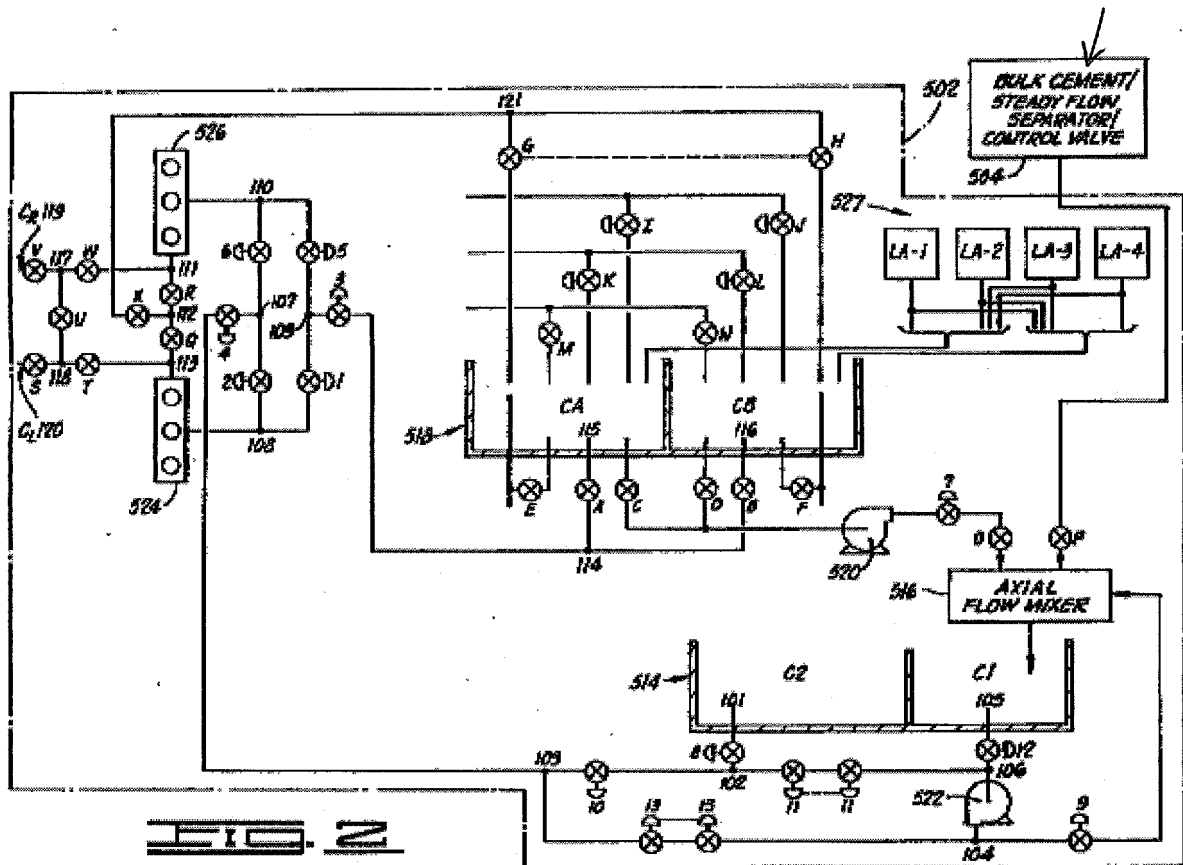 BULK CEMENT/
STEADY FLOW
SEPARATOR/
CONTROL VALVE
502
504
121
G
H
526
110
527
I
J
LA-1
LA-2
LA-3
LA-4
CR 119
V
117
W
111
6
D5
3
K
L
R
X
112
107
109
4
U
Q
M
W
113
S
118
T
2
D1
CA
CB
CL 120
518
115
116
108
524
E
A
C
D
B
F
7
O
P
520
114
516
AXIAL
FLOW MIXER
514
C2
C1
101
105
8
D12
103
102
106
10
11
11
522
13
13
9
104
FIG. 2